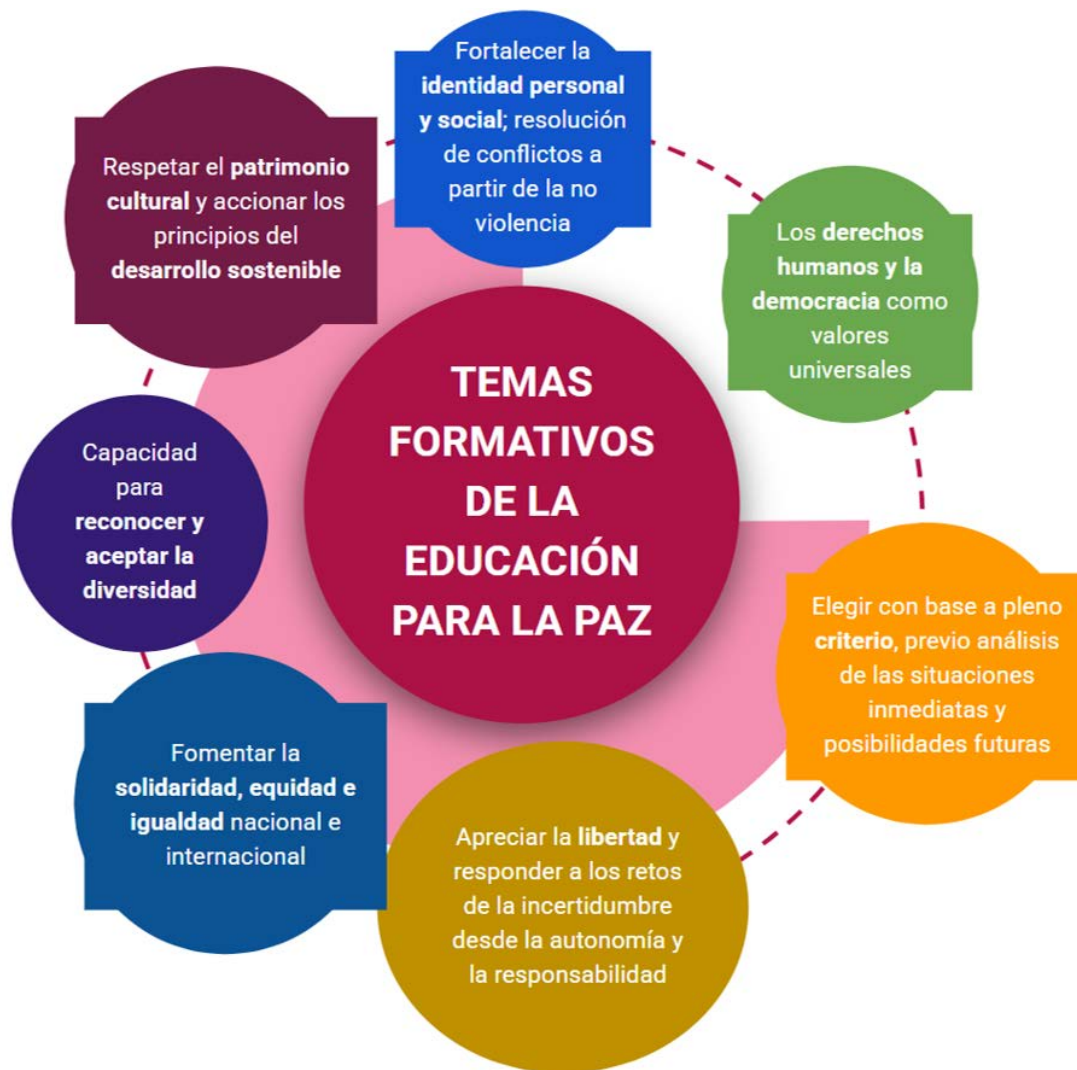 TEMAS
FORMATIVOS
DE LA
EDUCACIÓN
PARA LA PAZ
Fortalecer la
identidad personal
y social; resolución
de conflictos a
partir de la no
violencia
Los derechos
humanos y la
democracia como
valores
universales
Elegir con base a pleno
criterio, previo análisis
de las situaciones
inmediatas y
posibilidades futuras
Apreciar la libertad y
responder a los retos
de la incertidumbre
desde la autonomía y
la responsabilidad
Fomentar la
solidaridad, equidad e
igualdad nacional e
internacional
Capacidad
para
reconocer y
aceptar la
diversidad
Respetar el patrimonio
cultural y accionar los
principios del
desarrollo sostenible